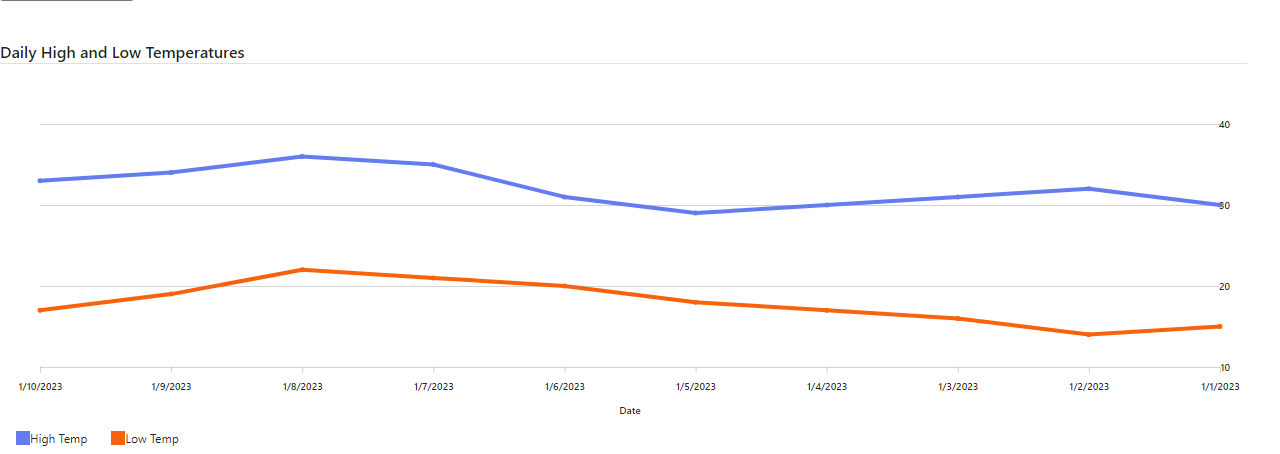 Daily High and Low Temperatures
40
30
20
10
1/10/2023 1/9/2023 1/8/2023 1/7/2023 1/6/2023 1/5/2023 1/4/2023 1/3/2023 1/2/2023 1/1/2023
Date
High Temp Low Temp